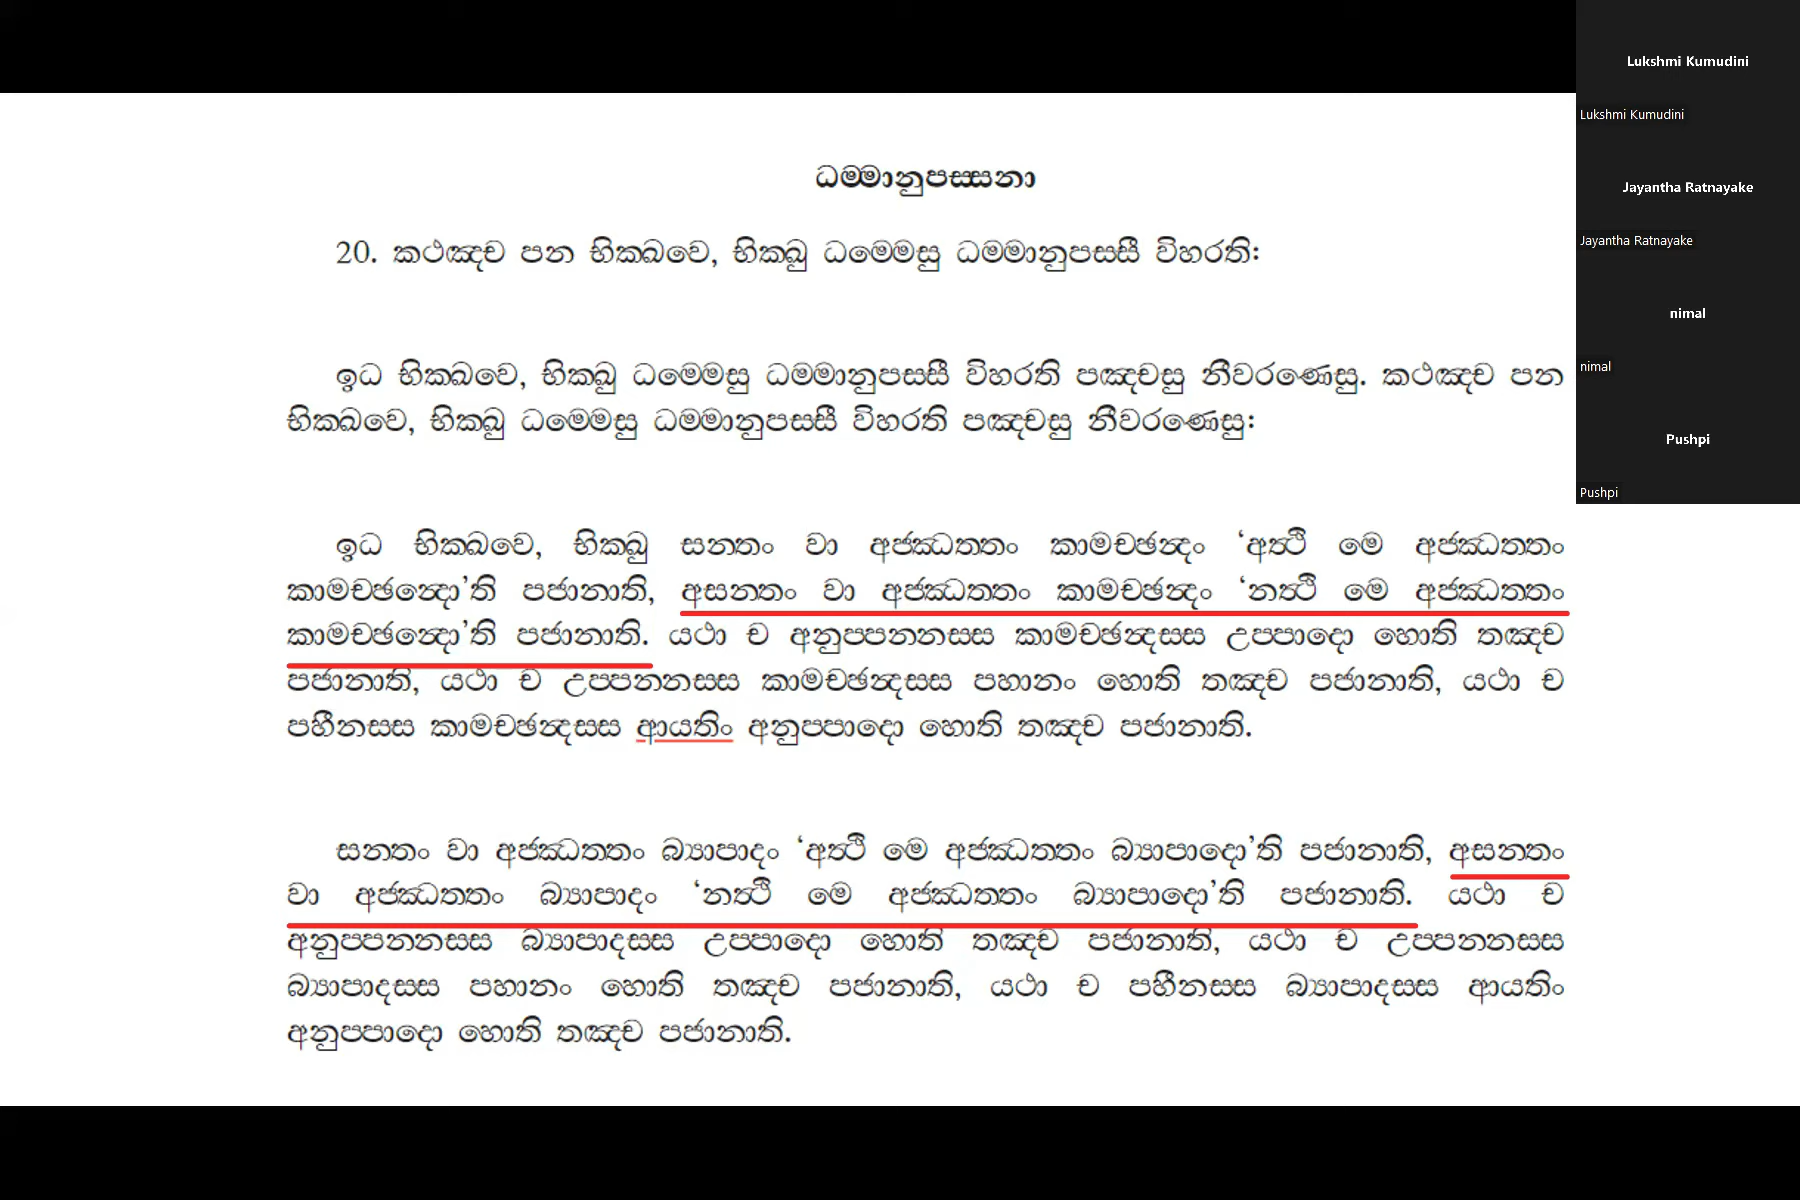 ධම්මානුපස්සනා
20. කථඤ්ච පන භික්ඛවෙ, භික්ඛු ධම්මෙසු ධම්මානුපස්සී විහරති:
ඉධ භික්ඛවෙ, භික්ඛු ධම්මෙසු ධම්මානුපස්සී විහරති පඤ්චසු නීවරණෙසු. කථඤ්ච පන
භික්ඛවෙ, භික්ඛු ධම්මෙසු ධම්මානුපස්සී විහරති පඤ්චසු නීවරණෙසු:
ඉධ භික්ඛවෙ, භික්ඛු සන්තං වා අජ්ඣත්තං කාමච්ඡන්දං ‘අත්ථි මෙ අජ්ඣත්තං
කාමච්ඡන්දො’ති පජානාති, අසන්තං වා අජ්ඣත්තං කාමච්ඡන්දං ‘නත්ථි මෙ අජ්ඣත්තං
කාමච්ඡන්දො’ති පජානාති. යථා ච අනුප්පන්නස්ස කාමච්ඡන්දස්ස උප්පාදො හොති තඤ්ච
පජානාති, යථා ච උප්පන්නස්ස කාමච්ඡන්දස්ස පහානං හොති තඤ්ච පජානාති, යථා ච
පහීනස්ස කාමච්ඡන්දස්ස ආයතිං අනුප්පාදො හොති තඤ්ච පජානාති.
සන්තං වා අජ්ඣත්තං බ්‍යාපාදං ‘අත්ථි මෙ අජ්ඣත්තං බ්‍යාපාදො’ති පජානාති, අසන්තං
වා අජ්ඣත්තං බ්‍යාපාදං ‘නත්ථි මෙ අජ්ඣත්තං බ්‍යාපාදො’ති පජානාති. යථා ච
අනුප්පන්නස්ස බ්‍යාපාදස්ස උප්පාදො හොති තඤ්ච පජානාති, යථා ච උප්පන්නස්ස
බ්‍යාපාදස්ස පහානං හොති තඤ්ච පජානාති, යථා ච පහීනස්ස බ්‍යාපාදස්ස ආයතිං
අනුප්පාදො හොති තඤ්ච පජානාති.
Lukshmi Kumudini
Lukshmi Kumudini
Jayantha Ratnayake
Jayantha Ratnayake
nimal
nimal
Pushpi
Pushpi